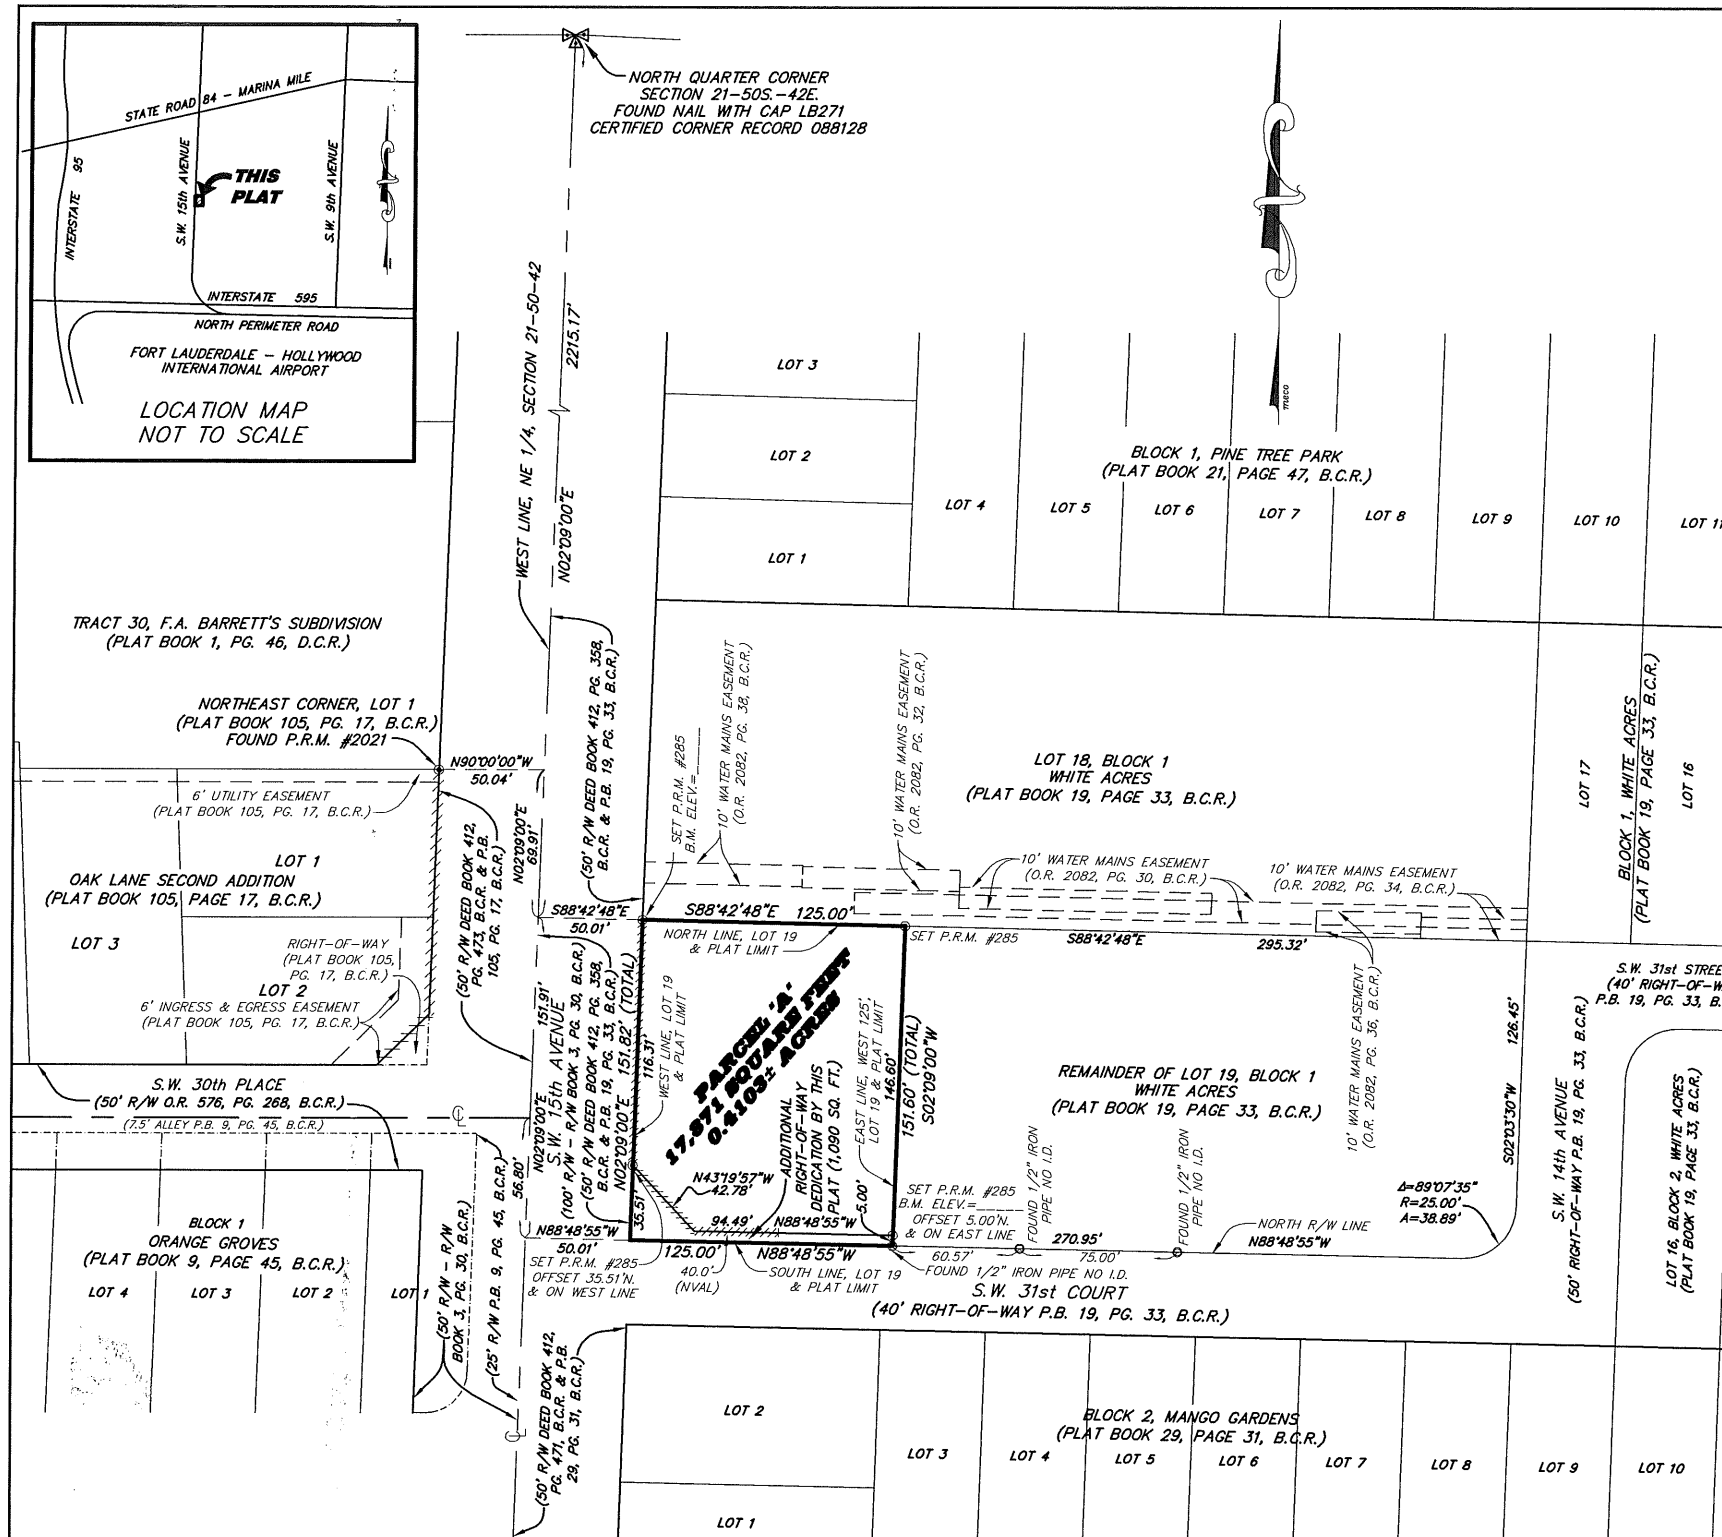 STATE ROAD 84 – MARINA MILE
INTERSTATE 95
S.W. 15th AVENUE
THIS
PLAT
S.W. 9th AVENUE
INTERSTATE 595
NORTH PERIMETER ROAD
FORT LAUDERDALE – HOLLYWOOD
INTERNATIONAL AIRPORT
LOCATION MAP
NOT TO SCALE
NORTH QUARTER CORNER
SECTION 21–50S.–42E.
FOUND NAIL WITH CAP LB271
CERTIFIED CORNER RECORD 088128
meco
WEST LINE, NE 1/4, SECTION 21–50–42
2215.17'
N02°09'00"E
LOT 3
LOT 2
LOT 1
BLOCK 1, PINE TREE PARK
(PLAT BOOK 21, PAGE 47, B.C.R.)
LOT 4
LOT 5
LOT 6
LOT 7
LOT 8
LOT 9
LOT 10
LOT 11
TRACT 30, F.A. BARRETT'S SUBDIVISION
(PLAT BOOK 1, PG. 46, D.C.R.)
NORTHEAST CORNER, LOT 1
(PLAT BOOK 105, PG. 17, B.C.R.)
FOUND P.R.M. #2021
N90°00'00"W
50.04'
6' UTILITY EASEMENT
(PLAT BOOK 105, PG. 17, B.C.R.)
LOT 1
OAK LANE SECOND ADDITION
(PLAT BOOK 105, PAGE 17, B.C.R.)
LOT 3
RIGHT–OF–WAY
(PLAT BOOK 105,
PG. 17, B.C.R.)
LOT 2
6' INGRESS & EGRESS EASEMENT
(PLAT BOOK 105, PG. 17, B.C.R.)
S.W. 30th PLACE
(50' R/W O.R. 576, PG. 268, B.C.R.)
(7.5' ALLEY P.B. 9, PG. 45, B.C.R.)
BLOCK 1
ORANGE GROVES
(PLAT BOOK 9, PAGE 45, B.C.R.)
LOT 4
LOT 3
LOT 2
LOT 1
(50' R/W – R/W
BOOK 3, PG. 30, B.C.R.)
(25' R/W P.B. 9, PG. 45, B.C.R.)
(50' R/W DEED BOOK 412,
PG. 473, B.C.R. & P.B.
105, PG. 17, B.C.R.)
N02°09'00"E
69.91'
(50' R/W DEED BOOK 412, PG. 358,
B.C.R. & P.B. 19, PG. 33, B.C.R.)
SET P.R.M. #285
B.M. ELEV.=
10' WATER MAINS EASEMENT
(O.R. 2082, PG. 38, B.C.R.)
10' WATER MAINS EASEMENT
(O.R. 2082, PG. 32, B.C.R.)
LOT 18, BLOCK 1
WHITE ACRES
(PLAT BOOK 19, PAGE 33, B.C.R.)
10' WATER MAINS EASEMENT
(O.R. 2082, PG. 30, B.C.R.)
10' WATER MAINS EASEMENT
(O.R. 2082, PG. 34, B.C.R.)
LOT 17
BLOCK 1, WHITE ACRES
(PLAT BOOK 19, PAGE 33, B.C.R.)
LOT 16
S88°42'48"E
50.01'
S88°42'48"E 125.00'
NORTH LINE, LOT 19
& PLAT LIMIT
SET P.R.M. #285
S88°42'48"E 295.32'
S.W. 31st STREE
(40' RIGHT–OF–W
P.B. 19, PG. 33, B.
N02°09'00"E
56.80'
151.91'
S.W. 15th AVENUE
(100' R/W – R/W BOOK 3, PG. 30, B.C.R.)
(50' R/W DEED BOOK 412, PG. 358,
B.C.R. & P.B. 19, PG. 33, B.C.R.)
N02°09'00"E 151.82' (TOTAL)
116.31'
35.51'
WEST LINE, LOT 19
& PLAT LIMIT
PARCEL 'A'
17,871 SQUARE FEET
0.4103± ACRES
ADDITIONAL
RIGHT–OF–WAY
DEDICATION BY THIS
PLAT (1,090 SQ. FT.)
EAST LINE, WEST 125',
LOT 19 & PLAT LIMIT
146.60'
5.00'
151.60' (TOTAL)
S02°09'00"W
N43°19'57"W
42.78'
94.49'
N88°48'55"W
REMAINDER OF LOT 19, BLOCK 1
WHITE ACRES
(PLAT BOOK 19, PAGE 33, B.C.R.)
10' WATER MAINS EASEMENT
(O.R. 2082, PG. 36, B.C.R.)
126.45'
S02°03'30"W
S.W. 14th AVENUE
(50' RIGHT–OF–WAY P.B. 19, PG. 33, B.C.R.)
LOT 16, BLOCK 2, WHITE ACRES
(PLAT BOOK 19, PAGE 33, B.C.R.)
Δ=89°07'35"
R=25.00'
A=38.89'
SET P.R.M. #285
B.M. ELEV.=
OFFSET 5.00'N.
& ON EAST LINE
FOUND 1/2" IRON
PIPE NO I.D.
FOUND 1/2" IRON
PIPE NO I.D.
NORTH R/W LINE
N88°48'55"W
270.95'
60.57'
75.00'
N88°48'55"W
50.01'
SET P.R.M. #285
OFFSET 35.51'N.
& ON WEST LINE
125.00' N88°48'55"W
40.0'
(NVAL)
SOUTH LINE, LOT 19
& PLAT LIMIT
FOUND 1/2" IRON PIPE NO I.D.
S.W. 31st COURT
(40' RIGHT–OF–WAY P.B. 19, PG. 33, B.C.R.)
(50' R/W DEED BOOK 412,
PG. 471, B.C.R. & P.B.
29, PG. 31, B.C.R.)
LOT 2
LOT 1
BLOCK 2, MANGO GARDENS
(PLAT BOOK 29, PAGE 31, B.C.R.)
LOT 3
LOT 4
LOT 5
LOT 6
LOT 7
LOT 8
LOT 9
LOT 10